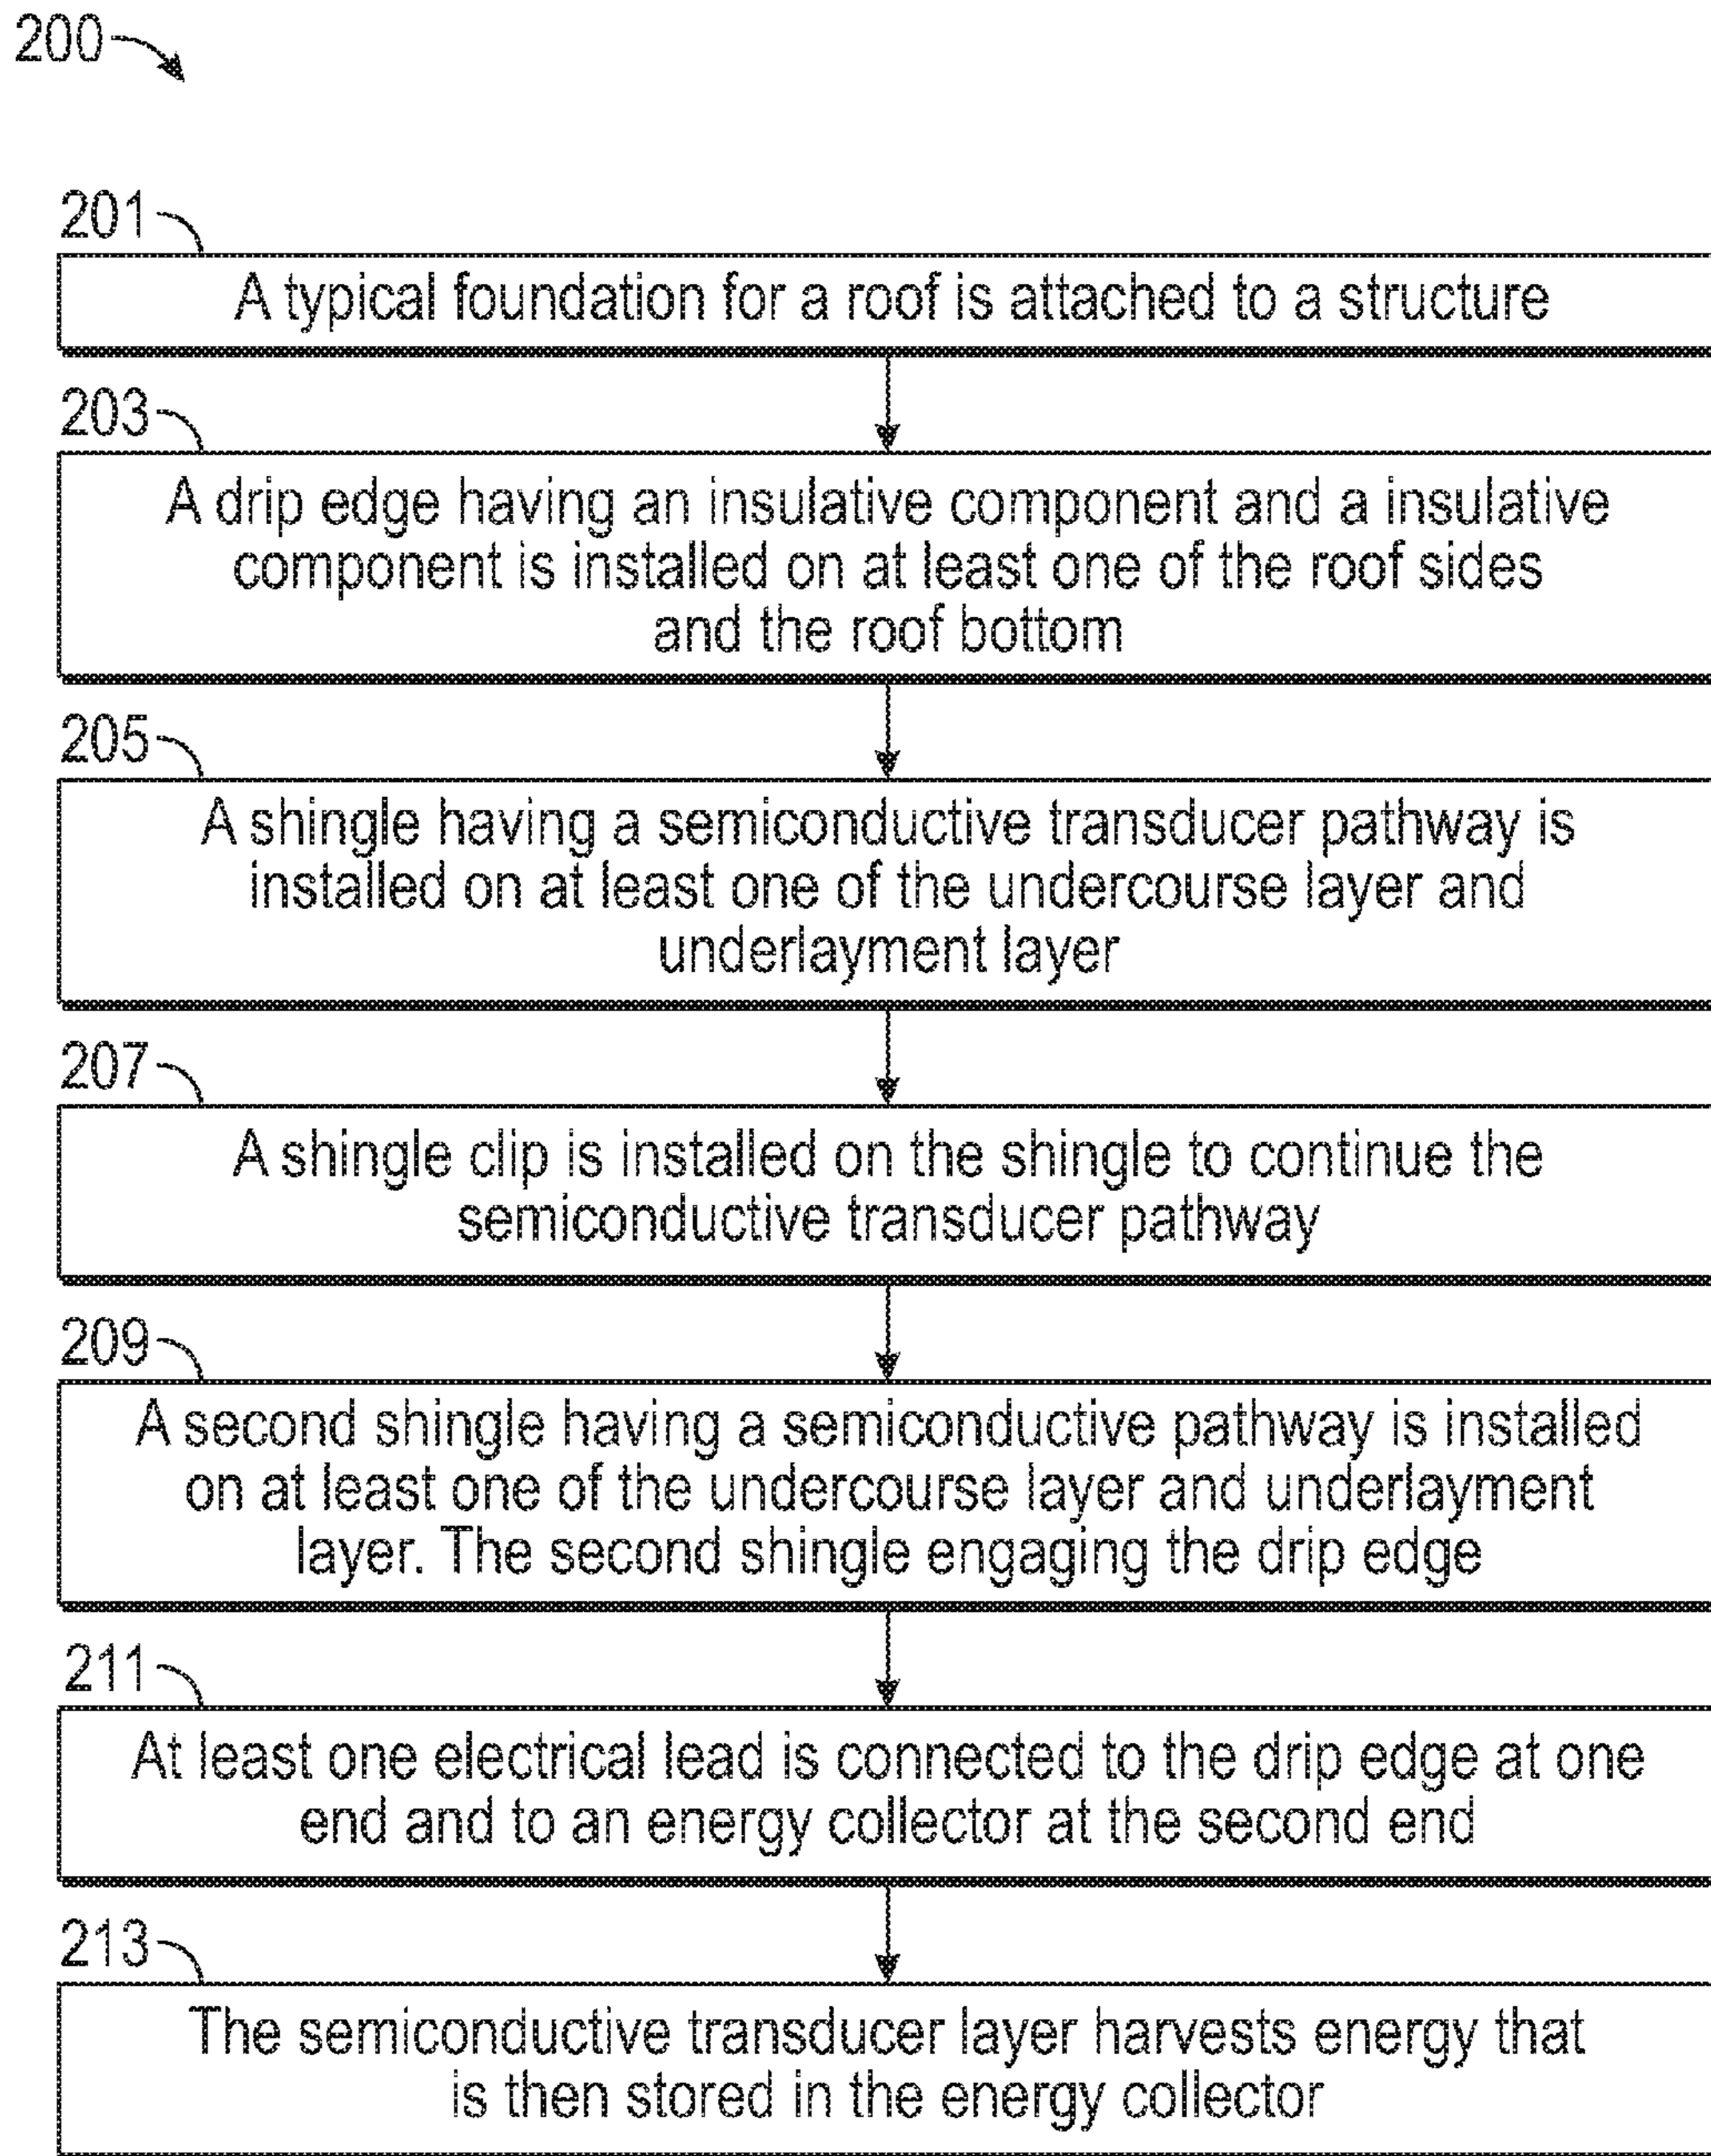 200
201
A typical foundation for a roof is attached to a structure
203
A drip edge having an insulative component and a insulative
component is installed on at least one of the roof sides
and the roof bottom
205
A shingle having a semiconductive transducer pathway is
installed on at least one of the undercourse layer and
underlayment layer
207
A shingle clip is installed on the shingle to continue the
semiconductive transducer pathway
209
A second shingle having a semiconductive pathway is installed
on at least one of the undercourse layer and underlayment
layer. The second shingle engaging the drip edge
211
At least one electrical lead is connected to the drip edge at one
end and to an energy collector at the second end
213
The semiconductive transducer layer harvests energy that
is then stored in the energy collector